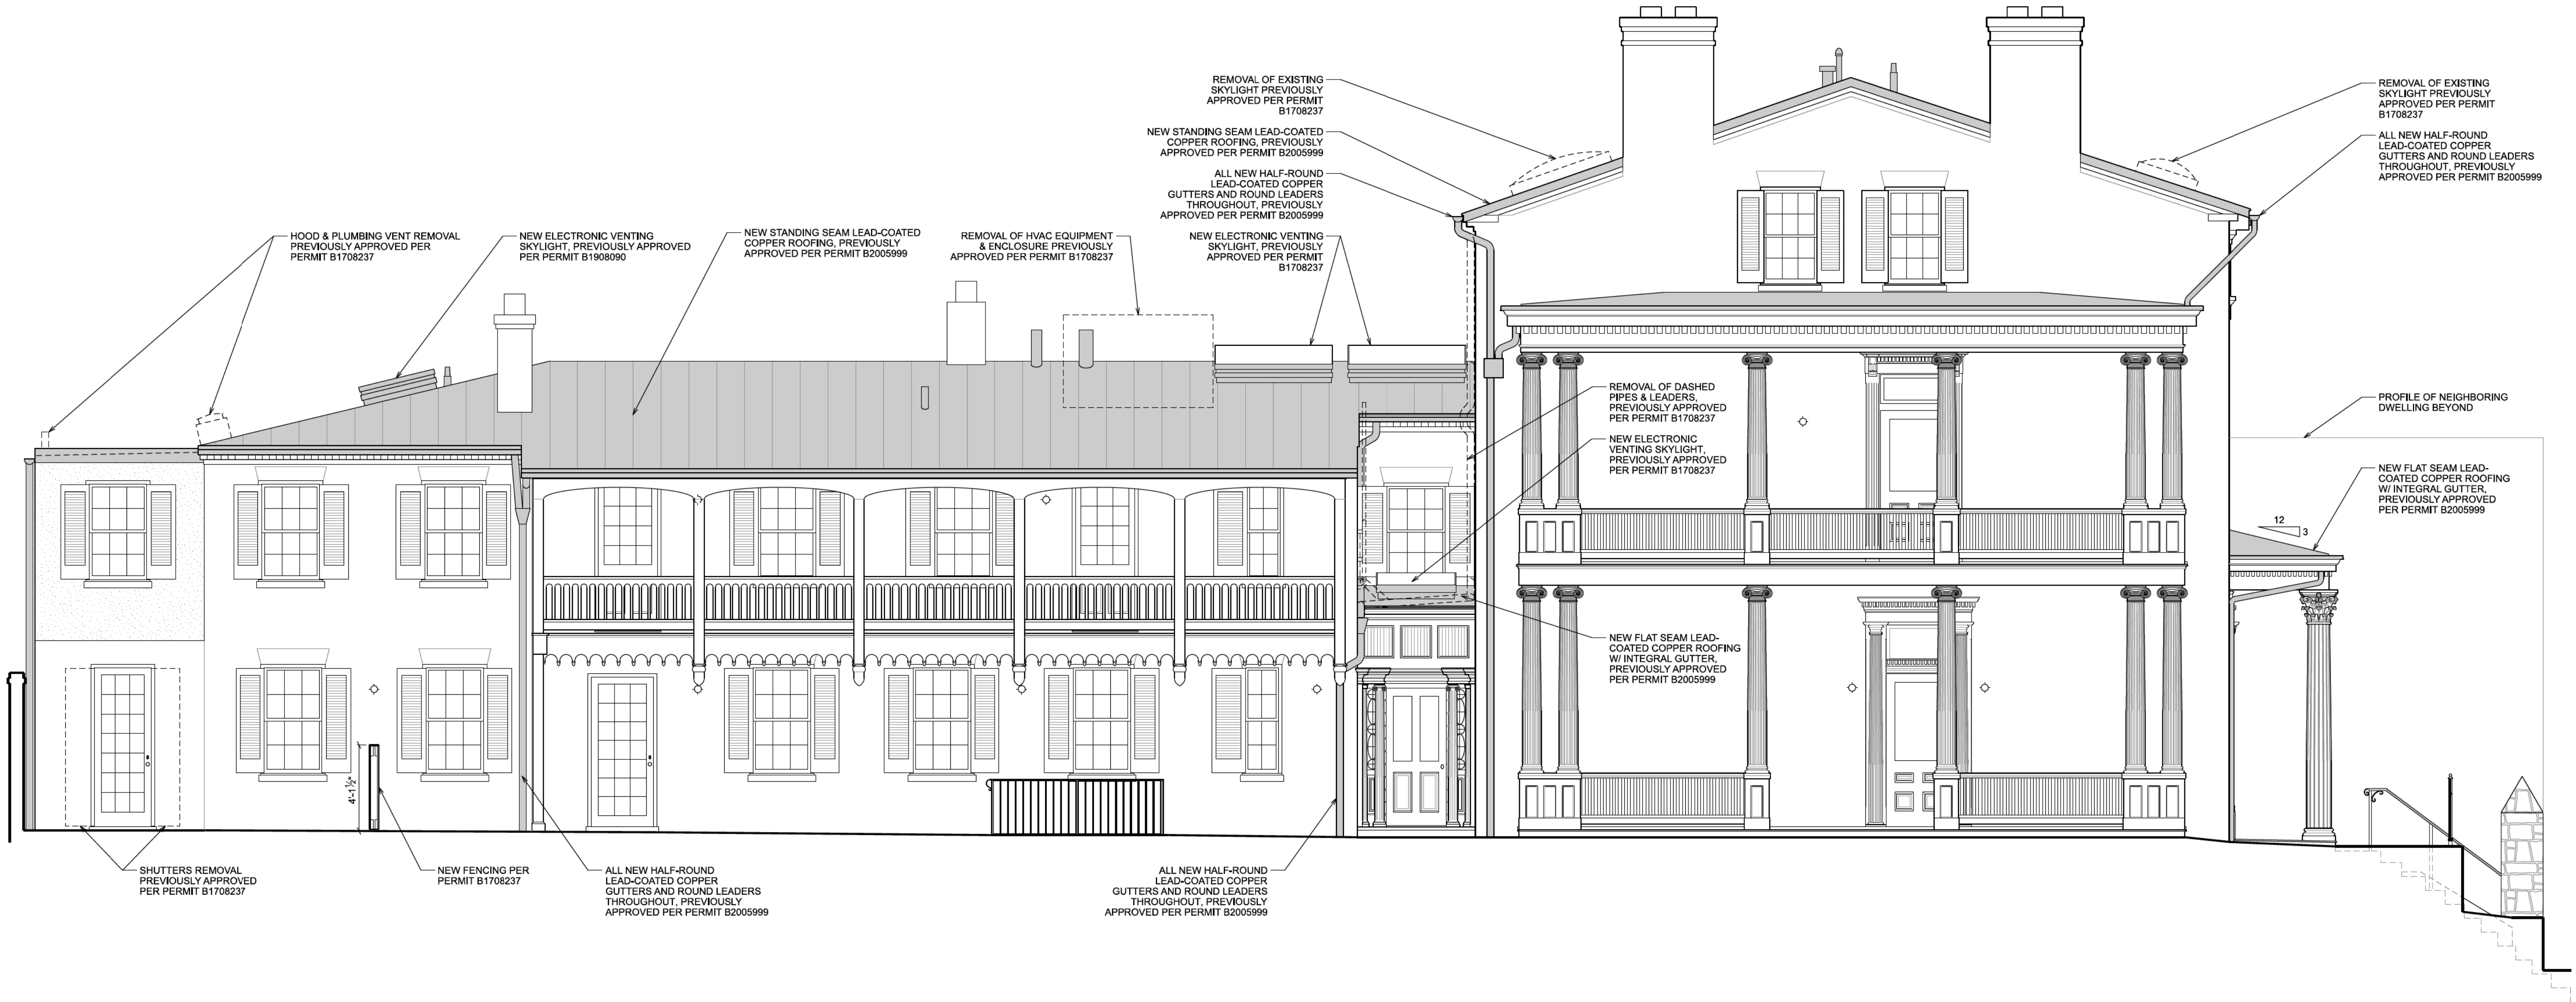 REMOVAL OF EXISTING
SKYLIGHT PREVIOUSLY
APPROVED PER PERMIT
B1708237
NEW STANDING SEAM LEAD-COATED
COPPER ROOFING, PREVIOUSLY
APPROVED PER PERMIT B2005999
ALL NEW HALF-ROUND
LEAD-COATED COPPER
GUTTERS AND ROUND LEADERS
THROUGHOUT, PREVIOUSLY
APPROVED PER PERMIT B2005999
REMOVAL OF EXISTING
SKYLIGHT PREVIOUSLY
APPROVED PER PERMIT
B1708237
ALL NEW HALF-ROUND
LEAD-COATED COPPER
GUTTERS AND ROUND LEADERS
THROUGHOUT, PREVIOUSLY
APPROVED PER PERMIT B2005999
HOOD & PLUMBING VENT REMOVAL
PREVIOUSLY APPROVED PER
PERMIT B1708237
NEW ELECTRONIC VENTING
SKYLIGHT, PREVIOUSLY APPROVED
PER PERMIT B1908090
NEW STANDING SEAM LEAD-COATED
COPPER ROOFING, PREVIOUSLY
APPROVED PER PERMIT B2005999
REMOVAL OF HVAC EQUIPMENT
& ENCLOSURE PREVIOUSLY
APPROVED PER PERMIT B1708237
NEW ELECTRONIC VENTING
SKYLIGHT, PREVIOUSLY
APPROVED PER PERMIT
B1708237
REMOVAL OF DASHED
PIPES & LEADERS,
PREVIOUSLY APPROVED
PER PERMIT B1708237
NEW ELECTRONIC
VENTING SKYLIGHT,
PREVIOUSLY APPROVED
PER PERMIT B1708237
PROFILE OF NEIGHBORING
DWELLING BEYOND
NEW FLAT SEAM LEAD-
COATED COPPER ROOFING
W/ INTEGRAL GUTTER,
PREVIOUSLY APPROVED
PER PERMIT B2005999
12
3
NEW FLAT SEAM LEAD-
COATED COPPER ROOFING
W/ INTEGRAL GUTTER,
PREVIOUSLY APPROVED
PER PERMIT B2005999
4'-1½"
SHUTTERS REMOVAL
PREVIOUSLY APPROVED
PER PERMIT B1708237
NEW FENCING PER
PERMIT B1708237
ALL NEW HALF-ROUND
LEAD-COATED COPPER
GUTTERS AND ROUND LEADERS
THROUGHOUT, PREVIOUSLY
APPROVED PER PERMIT B2005999
ALL NEW HALF-ROUND
LEAD-COATED COPPER
GUTTERS AND ROUND LEADERS
THROUGHOUT, PREVIOUSLY
APPROVED PER PERMIT B2005999